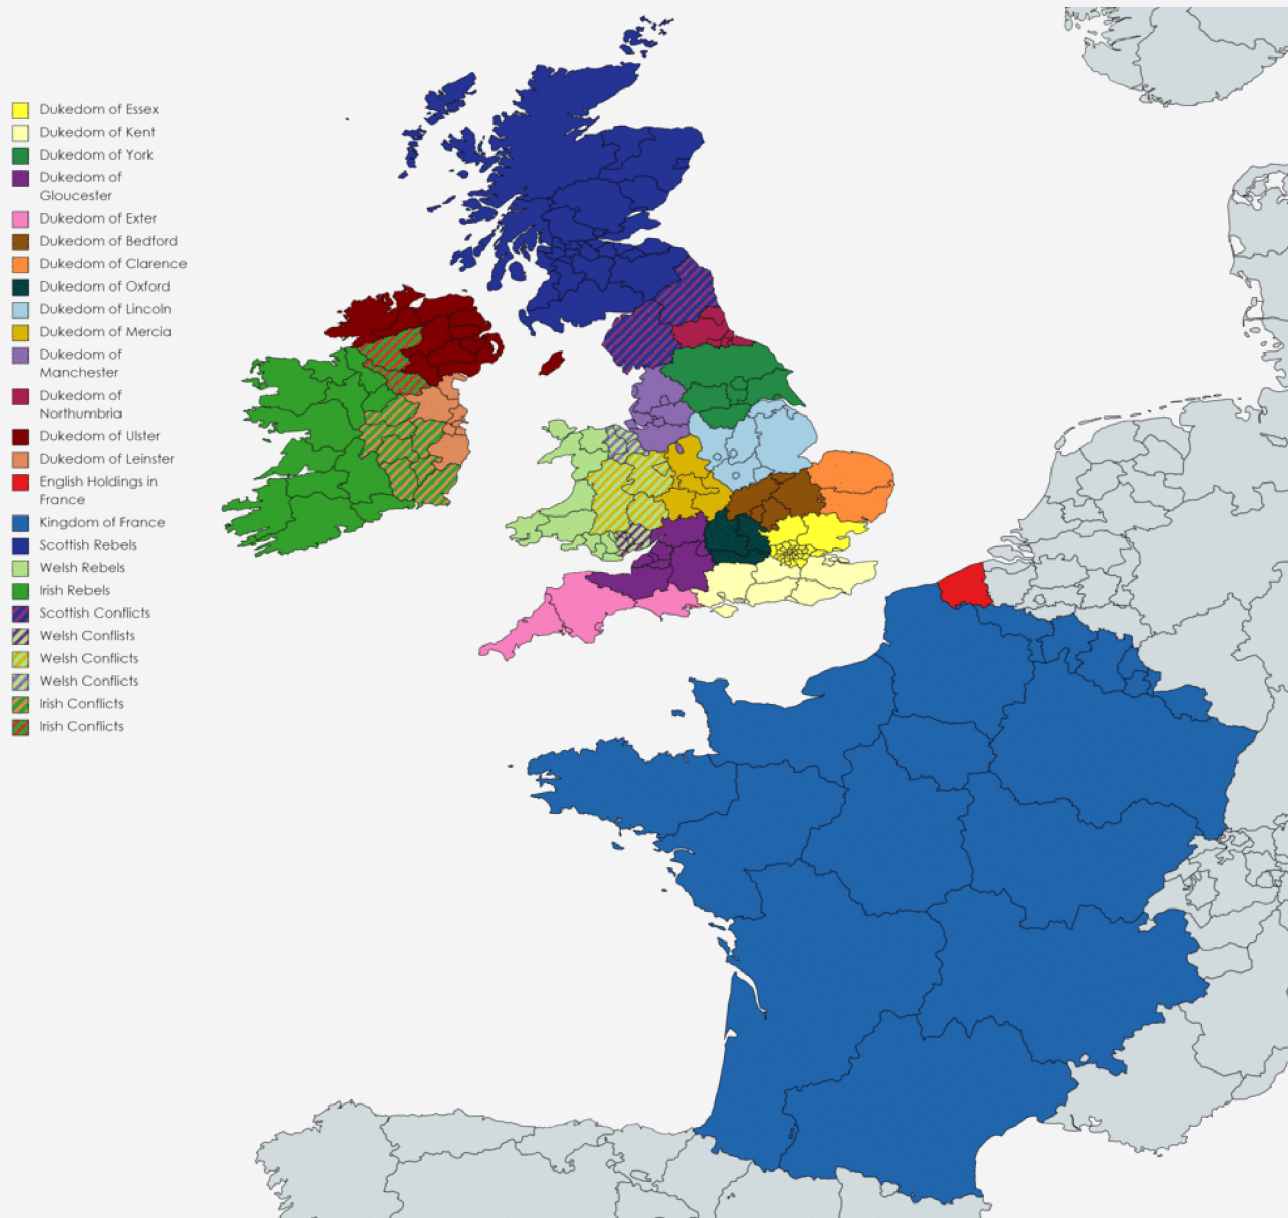 Dukedom of Essex
Dukedom of Kent
Dukedom of York
Dukedom of
Gloucester
Dukedom of Exter
Dukedom of Bedford
Dukedom of Clarence
Dukedom of Oxford
Dukedom of Lincoln
Dukedom of Mercia
Dukedom of
Manchester
Dukedom of
Northumbria
Dukedom of Ulster
Dukedom of Leinster
English Holdings in
France
Kingdom of France
Scottish Rebels
Welsh Rebels
Irish Rebels
Scottish Conflicts
Welsh Conflists
Welsh Conflicts
Welsh Conflicts
Irish Conflicts
Irish Conflicts